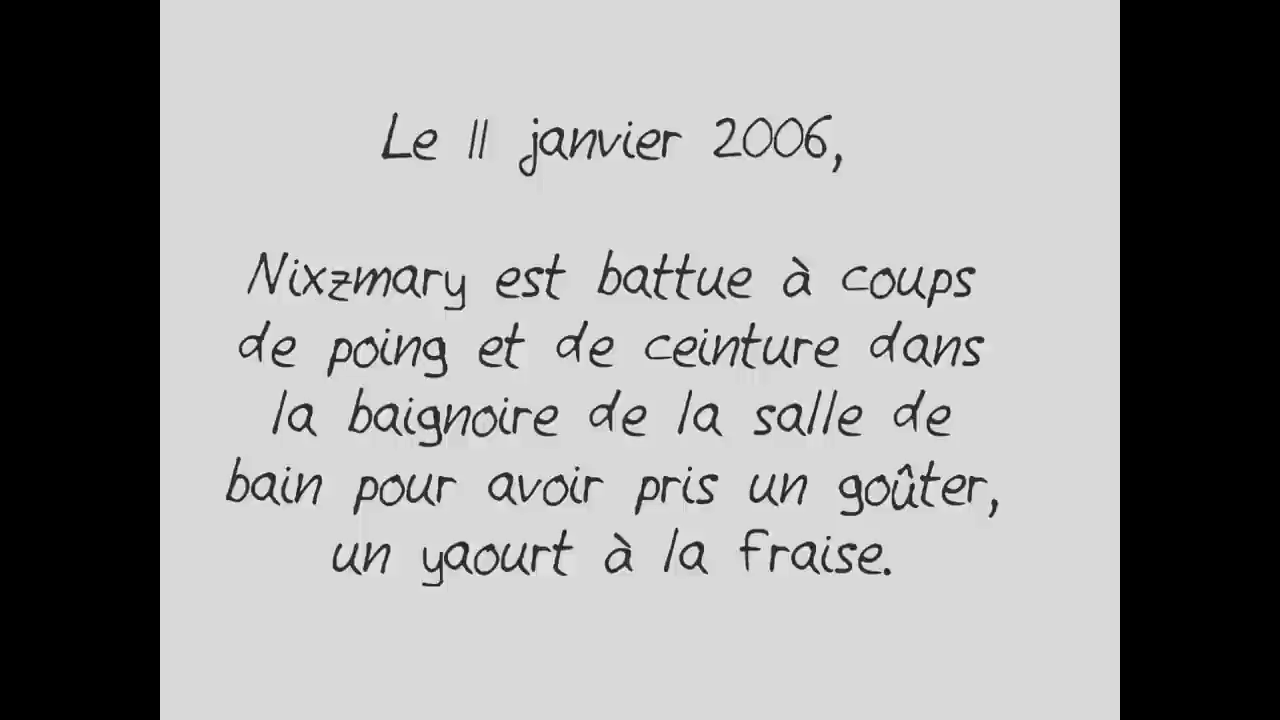 Le 11 janvier 2006,
Nixzmary est battue à coups
de poing et de ceinture dans
la baignoire de la salle de
bain pour avoir pris un goûter,
un yaourt à la fraise.